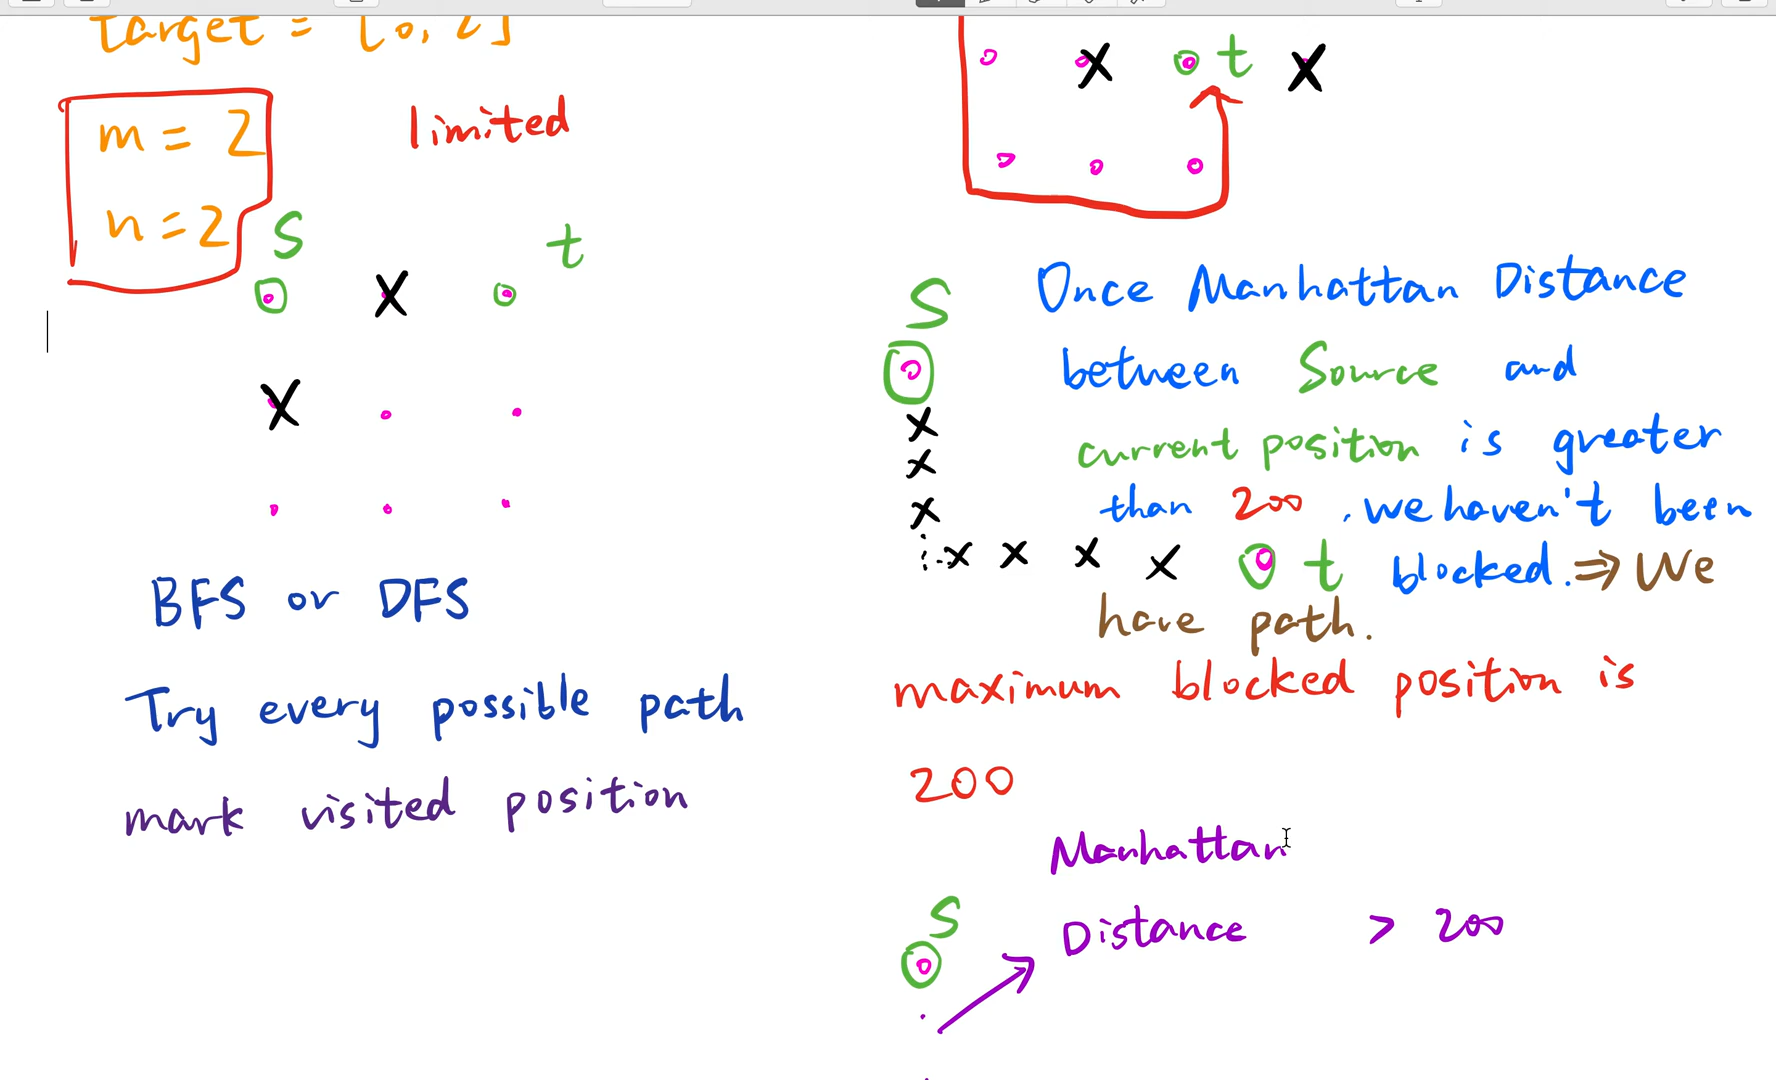 target = [0, 2]
m = 2
n = 2
limited
S
t
X
X
BFS or DFS
Try every possible path
mark visited position
X
t
X
S
Once Manhattan Distance
between Source and
current position is greater
than 200, we haven't been
blocked. ⇒ We
have path.
x
x
x
x x x x
t
maximum blocked position is
200
Manhattan
Distance > 200
S